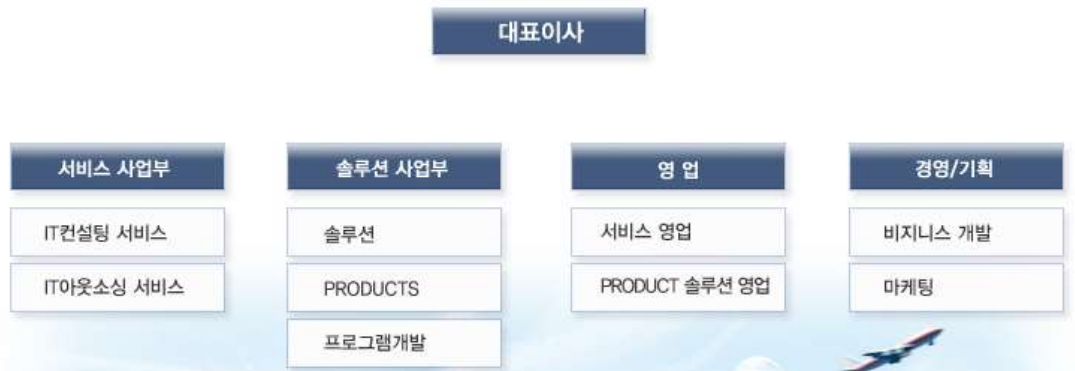 대표이사
서비스 사업부
IT컨설팅 서비스
IT아웃소싱 서비스
솔루션 사업부
솔루션
PRODUCTS
프로그램개발
영 업
서비스 영업
PRODUCT 솔루션 영업
경영/기획
비지니스 개발
마케팅